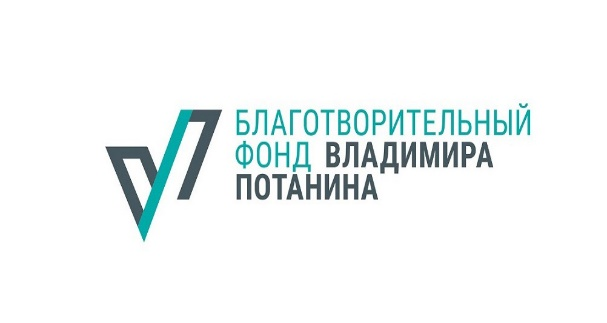 БЛАГОТВОРИТЕЛЬНЫЙ
ФОНД ВЛАДИМИРА
ПОТАНИНА